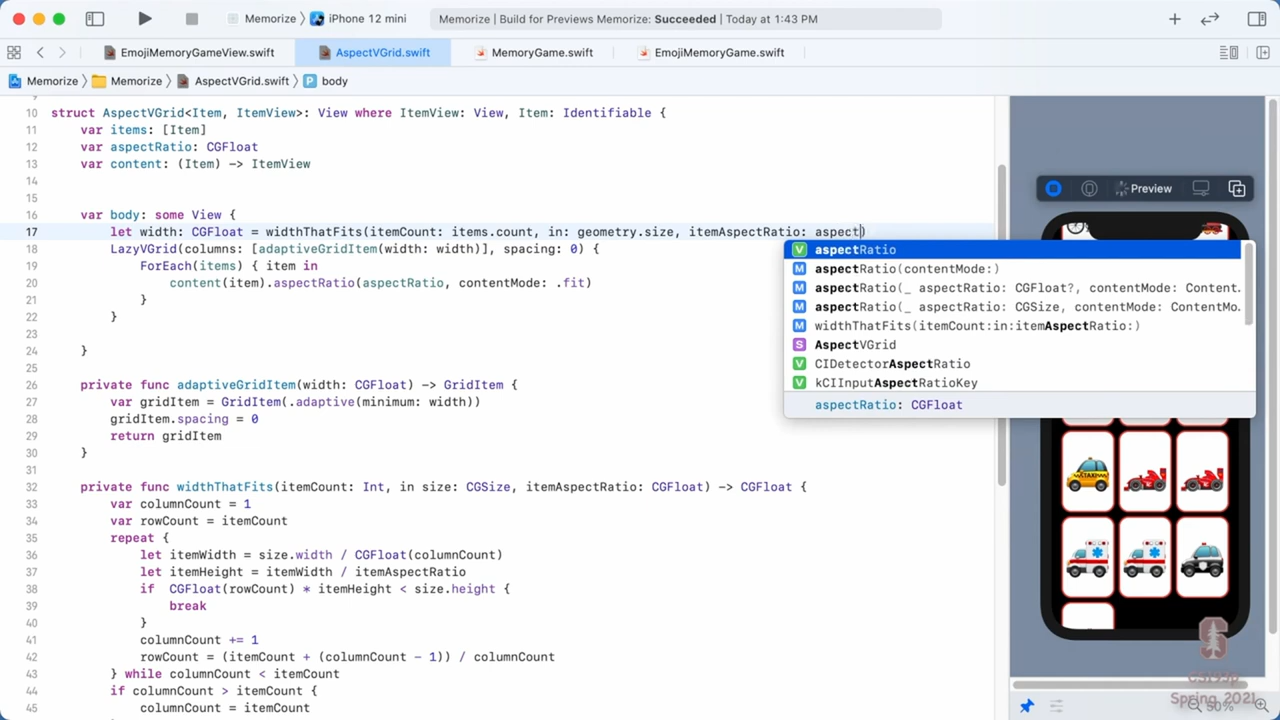 Memorize 〉 iPhone 12 mini
Memorize | Build for Previews Memorize: Succeeded | Today at 1:43 PM
EmojiMemoryGameView.swift AspectVGrid.swift MemoryGame.swift EmojiMemoryGame.swift
Memorize 〉 Memorize 〉 AspectVGrid.swift 〉 P body
9
10 struct AspectVGrid<Item, ItemView>: View where ItemView: View, Item: Identifiable {
11 var items: [Item]
12 var aspectRatio: CGFloat
13 var content: (Item) -> ItemView
14
15
16 var body: some View {
17 let width: CGFloat = widthThatFits(itemCount: items.count, in: geometry.size, itemAspectRatio: aspect)
18 LazyVGrid(columns: [adaptiveGridItem(width: width)], spacing: 0) {
19 ForEach(items) { item in
20 content(item).aspectRatio(aspectRatio, contentMode: .fit)
21 }
22 }
23
24 }
25
26 private func adaptiveGridItem(width: CGFloat) -> GridItem {
27 var gridItem = GridItem(.adaptive(minimum: width))
28 gridItem.spacing = 0
29 return gridItem
30 }
31
32 private func widthThatFits(itemCount: Int, in size: CGSize, itemAspectRatio: CGFloat) -> CGFloat {
33 var columnCount = 1
34 var rowCount = itemCount
35 repeat {
36 let itemWidth = size.width / CGFloat(columnCount)
37 let itemHeight = itemWidth / itemAspectRatio
38 if CGFloat(rowCount) * itemHeight < size.height {
39 break
40 }
41 columnCount += 1
42 rowCount = (itemCount + (columnCount - 1)) / columnCount
43 } while columnCount < itemCount
44 if columnCount > itemCount {
45 columnCount = itemCount
V aspectRatio
M aspectRatio(contentMode:)
M aspectRatio(_ aspectRatio: CGFloat?, contentMode: Content…
M aspectRatio(_ aspectRatio: CGSize, contentMode: ContentMo…
M widthThatFits(itemCount:in:itemAspectRatio:)
S AspectVGrid
V CIDetectorAspectRatio
V kCIInputAspectRatioKey
aspectRatio: CGFloat
Preview
TAXI
CS193p
Spring 2021
50%